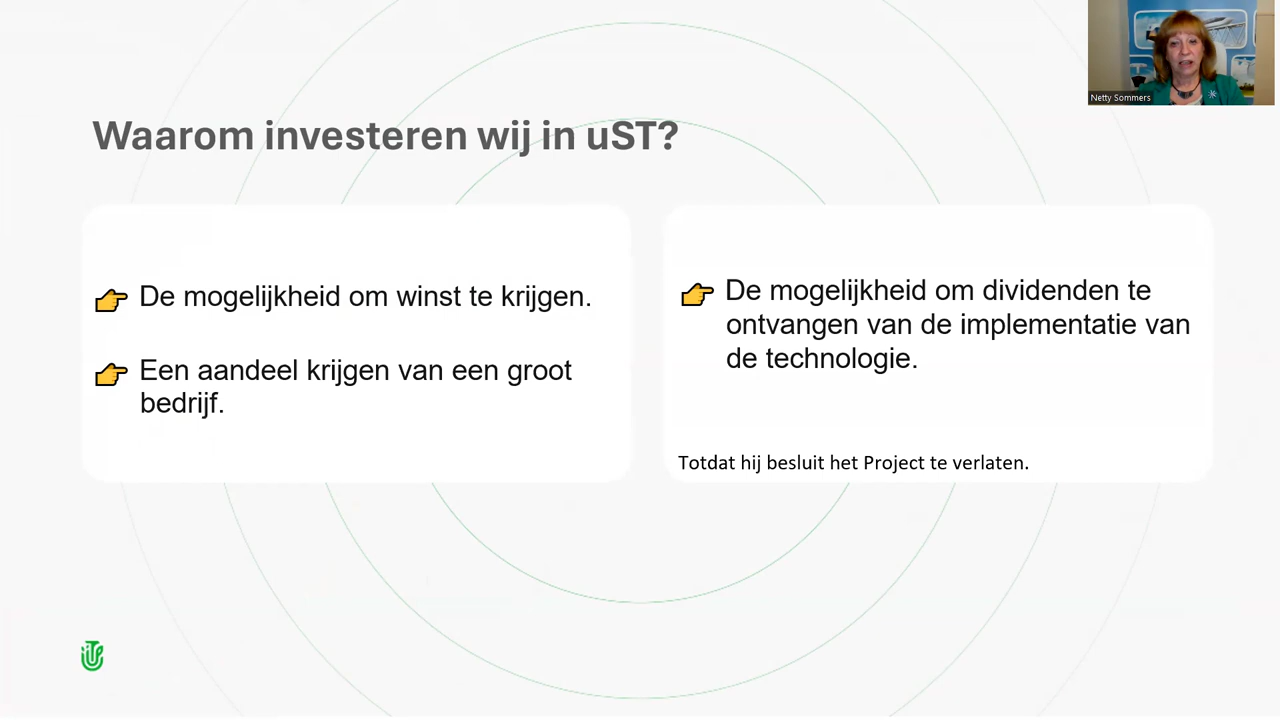 Netty Sommers
Waarom investeren wij in uST?
De mogelijkheid om winst te krijgen.
Een aandeel krijgen van een groot
bedrijf.
De mogelijkheid om dividenden te
ontvangen van de implementatie van
de technologie.
Totdat hij besluit het Project te verlaten.